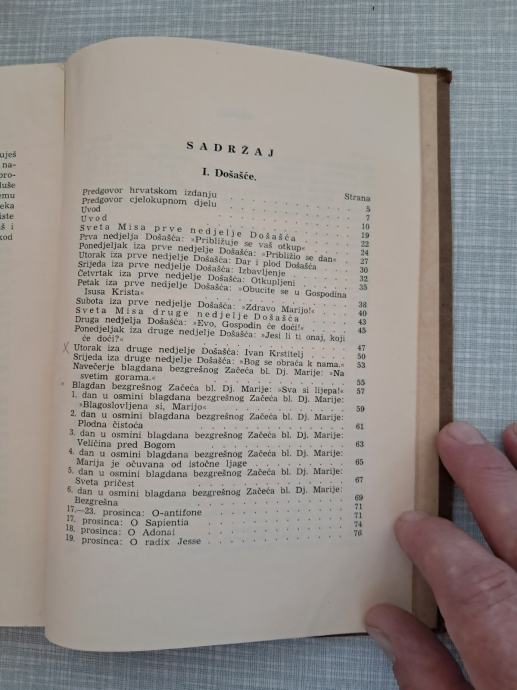 uješ
na-
pro-
duše
emu
eka
iste
š i
kod
SADRŽAJ
I. Došašće.
Strana
Predgovor hrvatskom izdanju . . . . . 5
Predgovor cjelokupnom djelu . . . . . 7
Uvod . . . . . 10
Uvod . . . . . 19
Sveta Misa prve nedjelje Došašća . . . . . 22
Prva nedjelja Došašća: »Približuje se vaš otkup« . . . . . 24
Ponedjeljak iza prve nedjelje Došašća: »Približio se dan« 27
Utorak iza prve nedjelje Došašća: Dar i plod Došašća . . 30
Srijeda iza prve nedjelje Došašća: Izbavljenje . . . . . 32
Četvrtak iza prve nedjelje Došašća: Otkupljeni . . . . . 35
Petak iza prve nedjelje Došašća: »Obucite se u Gospodina
Isusa Krista« . . . . . 38
Subota iza prve nedjelje Došašća: »Zdravo Marijo!« . . . 40
Sveta Misa druge nedjelje Došašća . . . . . 43
Druga nedjelja Došašća: »Evo, Gospodin će doći!« . . . 45
Ponedjeljak iza druge nedjelje Došašća: »Jesi li ti onaj, koji
će doći?« . . . . . 47
Utorak iza druge nedjelje Došašća: Ivan Krstitelj . . . . 50
Srijeda iza druge nedjelje Došašća: »Bog se obraća k nama.« 53
Navečerje blagdana bezgrešnog Začeća bl. Dj. Marije: »Na
svetim gorama.« . . . . . 55
Blagdan bezgrešnog Začeća bl. Dj. Marije: »Sva si lijepa!« 57
1. dan u osmini blagdana bezgrešnog Začeća bl. Dj. Marije:
»Blagoslovljena si, Marijo« . . . . . 59
2. dan u osmini blagdana bezgrešnog Začeća bl. Dj. Marije:
Plodna čistoća . . . . . 61
3. dan u osmini blagdana bezgrešnog Začeća bl. Dj. Marije:
Veličina pred Bogom . . . . . 63
4. dan u osmini blagdana bezgrešnog Začeća bl. Dj. Marije:
Marija je očuvana od istočne ljage . . . . . 65
5. dan u osmini blagdana bezgrešnog Začeća bl. Dj. Marije:
Sveta pričest . . . . . 67
6. dan u osmini blagdana bezgrešnog Začeća bl. Dj. Marije:
Bezgrešna . . . . . 69
17.—23. prosinca: O-antifone . . . . . 71
17. prosinca: O Sapientia . . . . . 71
18. prosinca: O Adonai . . . . . 74
19. prosinca: O radix Jesse . . . . . 76